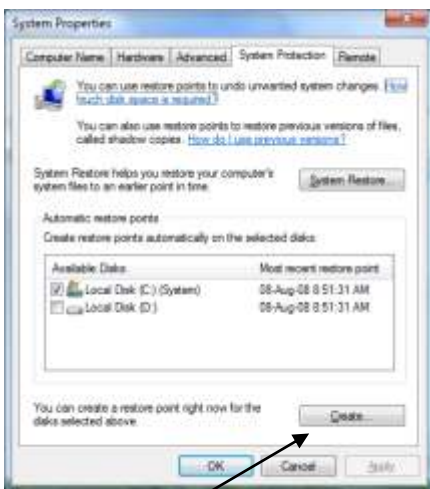 System Properties
Computer Name Hardware Advanced System Protection Remote
You can use restore points to undo unwanted system changes. How
much disk space is required?
You can also use restore points to restore previous versions of files,
called shadow copies. How do I use previous versions?
System Restore helps you restore your computer's
system files to an earlier point in time.
System Restore...
Automatic restore points
Create restore points automatically on the selected disks:
Available Disks Most recent restore point
Local Disk (C:) (System) 08-Aug-08 8:51:31 AM
Local Disk (D:) 08-Aug-08 8:51:31 AM
You can create a restore point right now for the
disks selected above.
Create...
OK Cancel Apply